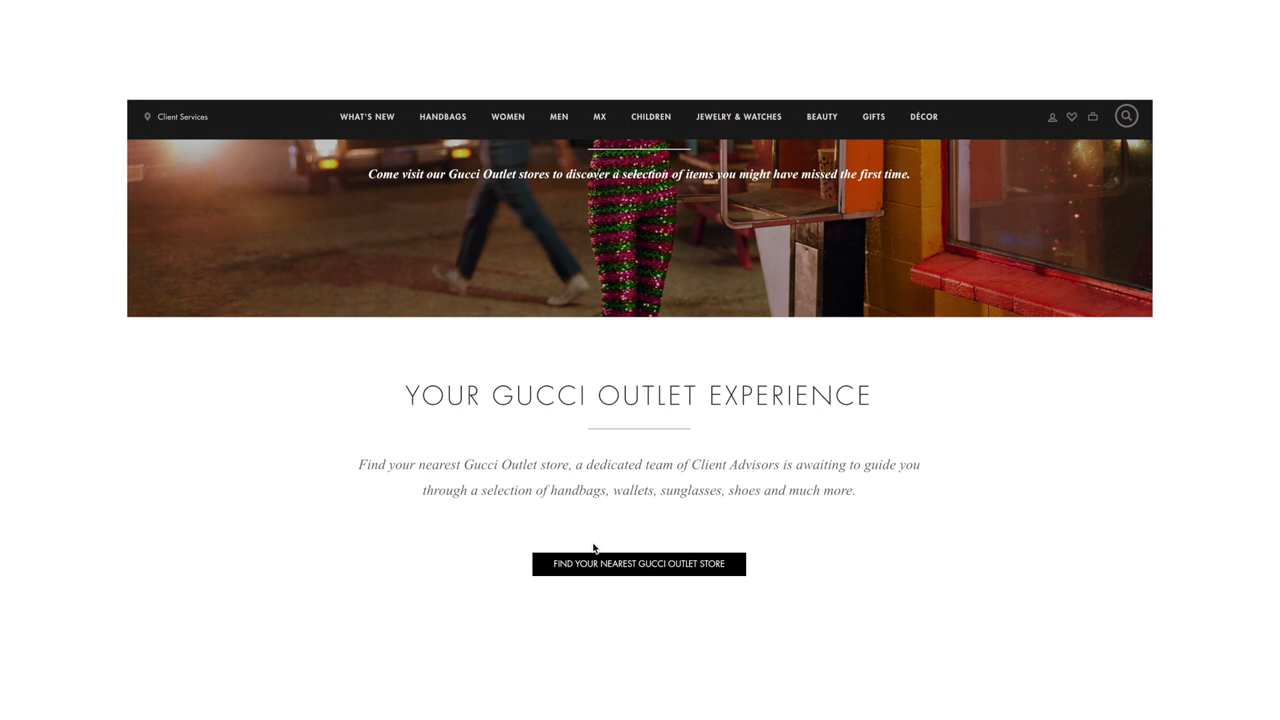 Client Services
WHAT'S NEW
HANDBAGS
WOMEN
MEN
MX
CHILDREN
JEWELRY & WATCHES
BEAUTY
GIFTS
DÉCOR
Come visit our Gucci Outlet stores to discover a selection of items you might have missed the first time.
YOUR GUCCI OUTLET EXPERIENCE
Find your nearest Gucci Outlet store, a dedicated team of Client Advisors is awaiting to guide you
through a selection of handbags, wallets, sunglasses, shoes and much more.
FIND YOUR NEAREST GUCCI OUTLET STORE